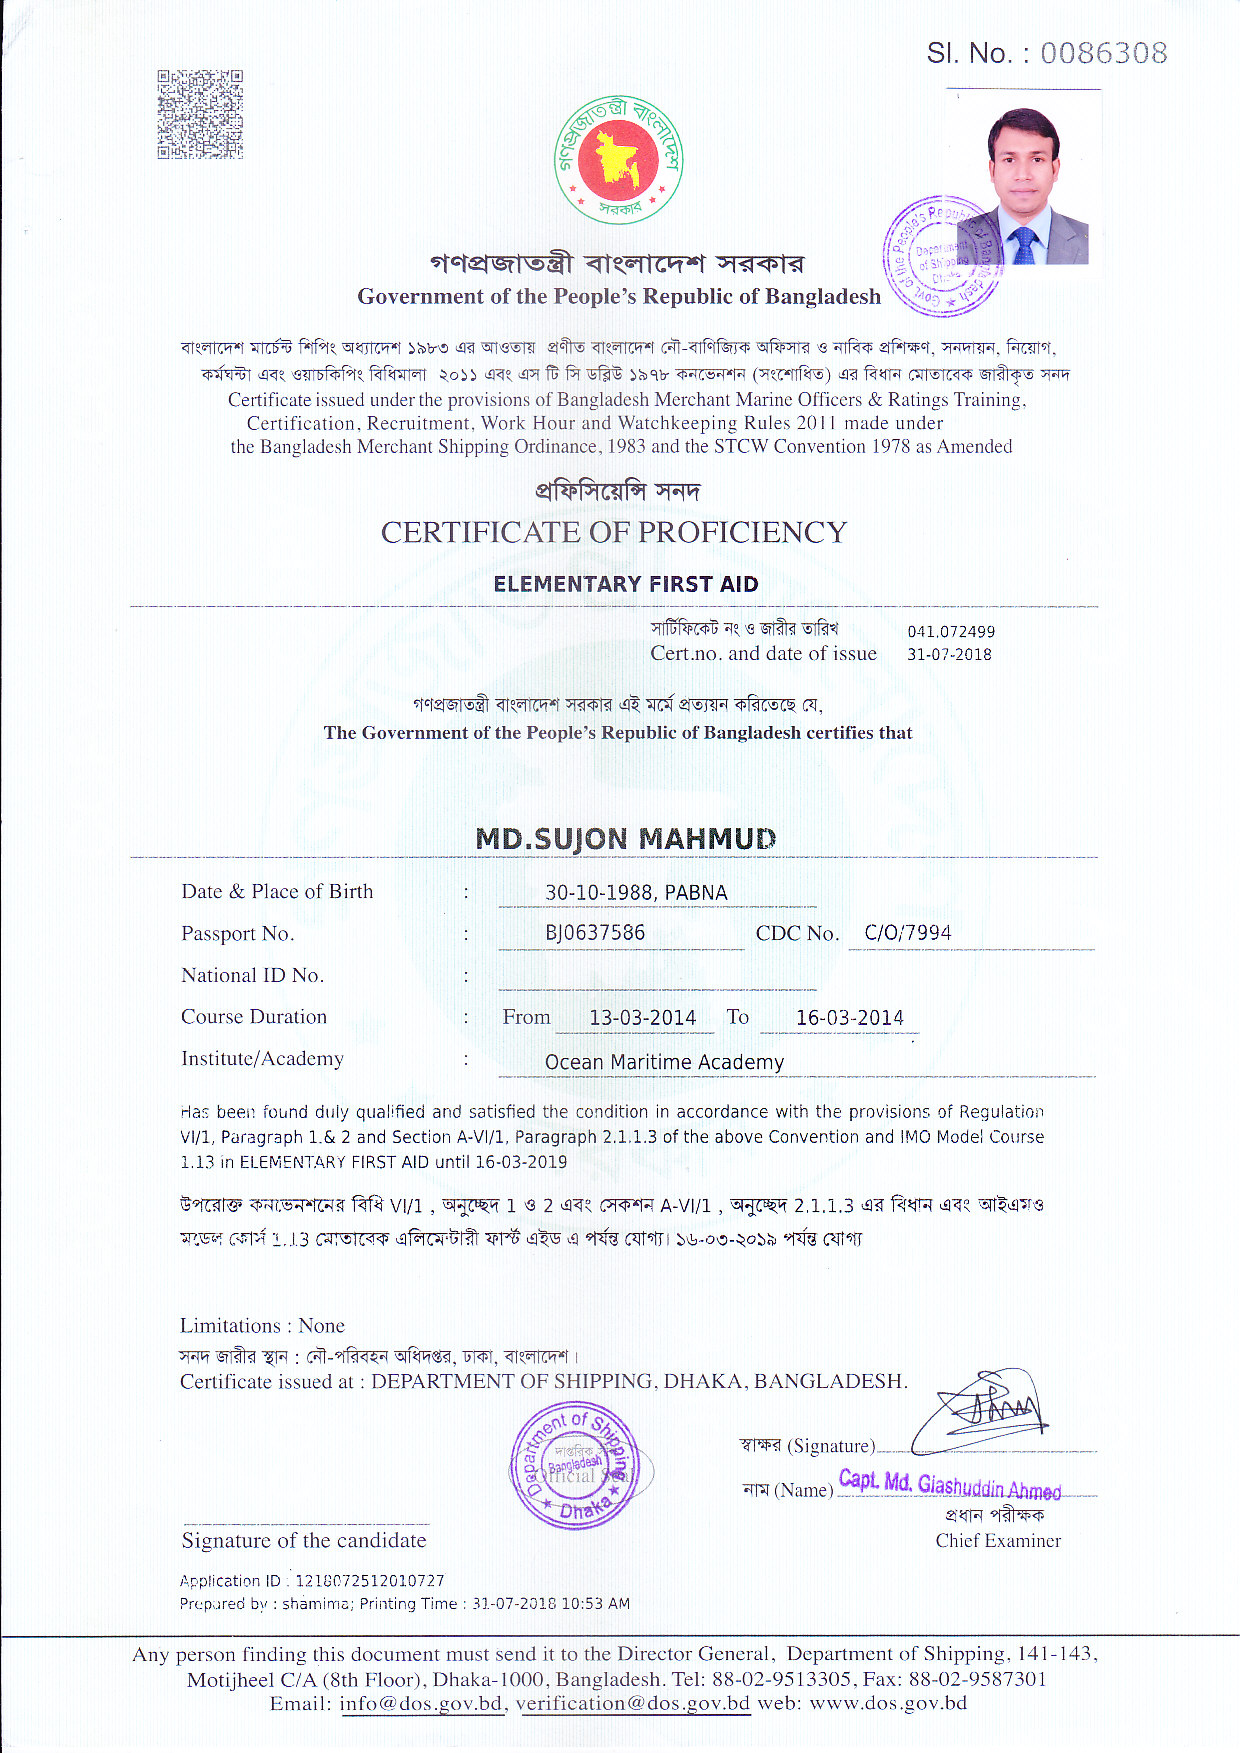 Sl. No. : 0086308
গণপ্রজাতন্ত্রী বাংলাদেশ
সরকার
Govt. of the People's Republic of Bangladesh
Department
of Shipping
Dhaka
গণপ্রজাতন্ত্রী বাংলাদেশ সরকার
Government of the People's Republic of Bangladesh
বাংলাদেশ মার্চেন্ট শিপিং অধ্যাদেশ ১৯৮৩ এর আওতায় প্রণীত বাংলাদেশ নৌ-বাণিজ্যিক অফিসার ও নাবিক প্রশিক্ষণ, সনদায়ন, নিয়োগ,
কর্মঘন্টা এবং ওয়াচকিপিং বিধিমালা ২০১১ এবং এস টি সি ডব্লিউ ১৯৭৮ কনভেনশন (সংশোধিত) এর বিধান মোতাবেক জারীকৃত সনদ
Certificate issued under the provisions of Bangladesh Merchant Marine Officers & Ratings Training,
Certification, Recruitment, Work Hour and Watchkeeping Rules 2011 made under
the Bangladesh Merchant Shipping Ordinance, 1983 and the STCW Convention 1978 as Amended
প্রফিসিয়েন্সি সনদ
CERTIFICATE OF PROFICIENCY
ELEMENTARY FIRST AID
সার্টিফিকেট নং ও জারীর তারিখ 041.072499
Cert.no. and date of issue 31-07-2018
গণপ্রজাতন্ত্রী বাংলাদেশ সরকার এই মর্মে প্রত্যয়ন করিতেছে যে,
The Government of the People's Republic of Bangladesh certifies that
MD.SUJON MAHMUD
Date & Place of Birth : 30-10-1988, PABNA
Passport No. : BJ0637586 CDC No. C/O/7994
National ID No. :
Course Duration : From 13-03-2014 To 16-03-2014
Institute/Academy : Ocean Maritime Academy
Has been found duly qualified and satisfied the condition in accordance with the provisions of Regulation
VI/1, Paragraph 1.& 2 and Section A-VI/1, Paragraph 2.1.1.3 of the above Convention and IMO Model Course
1.13 in ELEMENTARY FIRST AID until 16-03-2019
উপরোক্ত কনভেনশনের বিধি VI/1 , অনুচ্ছেদ 1 ও 2 এবং সেকশন A-VI/1 , অনুচ্ছেদ 2.1.1.3 এর বিধান এবং আইএমও
মডেল কোর্স 1.13 মোতাবেক এলিমেন্টারী ফার্স্ট এইড এ পর্যন্ত যোগ্য। ১৬-০৩-২০১৯ পর্যন্ত যোগ্য
Limitations : None
সনদ জারীর স্থান : নৌ-পরিবহন অধিদপ্তর, ঢাকা, বাংলাদেশ।
Certificate issued at : DEPARTMENT OF SHIPPING, DHAKA, BANGLADESH.
Department of Shipping
দাপ্তরিক
Bangladesh
Official Seal
Dhaka
স্বাক্ষর (Signature)
নাম (Name) Capt. Md. Giashuddin Ahmed
প্রধান পরীক্ষক
Signature of the candidate Chief Examiner
Application ID : 1218072512010727
Prepared by : shamima; Printing Time : 31-07-2018 10:53 AM
Any person finding this document must send it to the Director General, Department of Shipping, 141-143,
Motijheel C/A (8th Floor), Dhaka-1000, Bangladesh. Tel: 88-02-9513305, Fax: 88-02-9587301
Email: info@dos.gov.bd, verification@dos.gov.bd web: www.dos.gov.bd